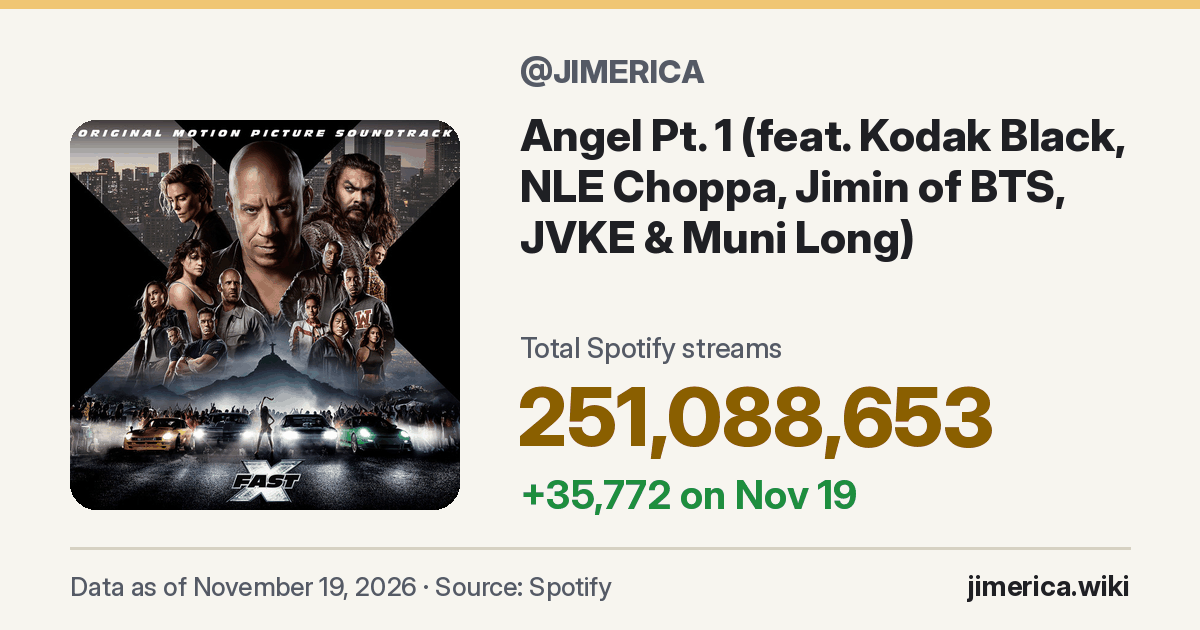 @JIMERICA
ORIGINAL MOTION PICTURE SOUNDTRACK
Angel Pt. 1 (feat. Kodak Black,
NLE Choppa, Jimin of BTS,
JVKE & Muni Long)
Total Spotify streams
251,088,653
+35,772 on Nov 19
W
FAST X
Data as of November 19, 2026 · Source: Spotify
jimerica.wiki